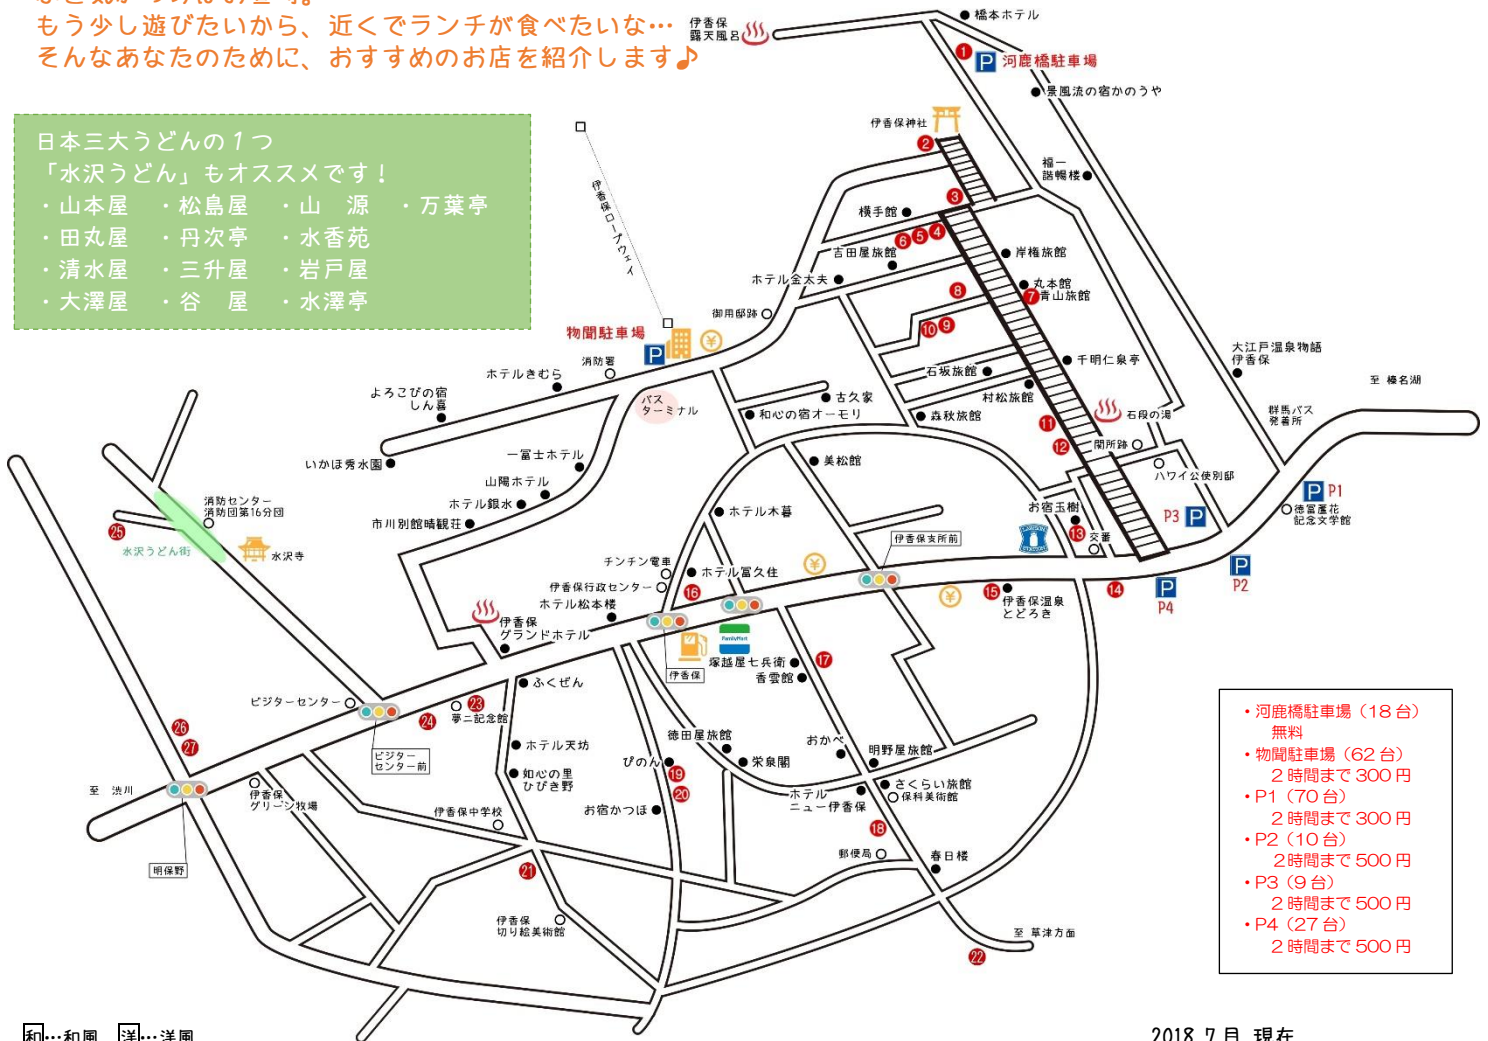 もう少し遊びたいから、近くでランチが食べたいな…
そんなあなたのために、おすすめのお店を紹介します♪
日本三大うどんの1つ
「水沢うどん」もオススメです!
・山本屋 ・松島屋 ・山 源 ・万葉亭
・田丸屋 ・丹次亭 ・水香苑
・清水屋 ・三升屋 ・岩戸屋
・大澤屋 ・谷 屋 ・水澤亭
伊香保
露天風呂
橋本ホテル
1
P 河鹿橋駐車場
景風流の宿かのうや
伊香保神社
2
福一
諧暢楼
3
横手館
6 5 4
吉田屋旅館
岸権旅館
ホテル金太夫
丸本館
7
青山旅館
8
10 9
伊香保ロープウェイ
御用邸跡
物聞駐車場
P
¥
消防署
ホテルきむら
よろこびの宿
しん喜
バス
ターミナル
いかほ秀水園
一冨士ホテル
山陽ホテル
ホテル銀水
市川別館晴観荘
古久家
和心の宿オーモリ
石坂旅館
村松旅館
森秋旅館
千明仁泉亭
大江戸温泉物語
伊香保
至 榛名湖
群馬バス
発着所
石段の湯
11
12
関所跡
ハワイ公使別邸
P P1
徳冨蘆花
記念文学館
P3 P
P
P2
P
P4
美松館
ホテル木暮
お宿玉樹
13
交番
14
伊香保支所前
¥
¥
15
伊香保温泉
とどろき
チンチン電車
伊香保行政センター
ホテル冨久住
16
ホテル松本楼
伊香保
グランドホテル
伊香保
FamilyMart
塚越屋七兵衛
香雲館
17
消防センター
消防団第16分団
25
水沢うどん街
水沢寺
ビジターセンター
ビジター
センター前
ふくぜん
23
夢二記念館
24
26
27
至 渋川
明保野
伊香保
グリーン牧場
ホテル天坊
如心の里
ひびき野
伊香保中学校
21
伊香保
切り絵美術館
徳田屋旅館
ぴのん
19
20
栄泉閣
お宿かつほ
おかべ
明野屋旅館
さくらい旅館
保科美術館
ホテル
ニュー伊香保
18
郵便局
春日楼
22
至 草津方面
・河鹿橋駐車場(18台)
無料
・物聞駐車場(62台)
2時間まで300円
・P1(70台)
2時間まで300円
・P2(10台)
2時間まで500円
・P3(9台)
2時間まで500円
・P4(27台)
2時間まで500円
和…和風 洋…洋風
2018.7月 現在